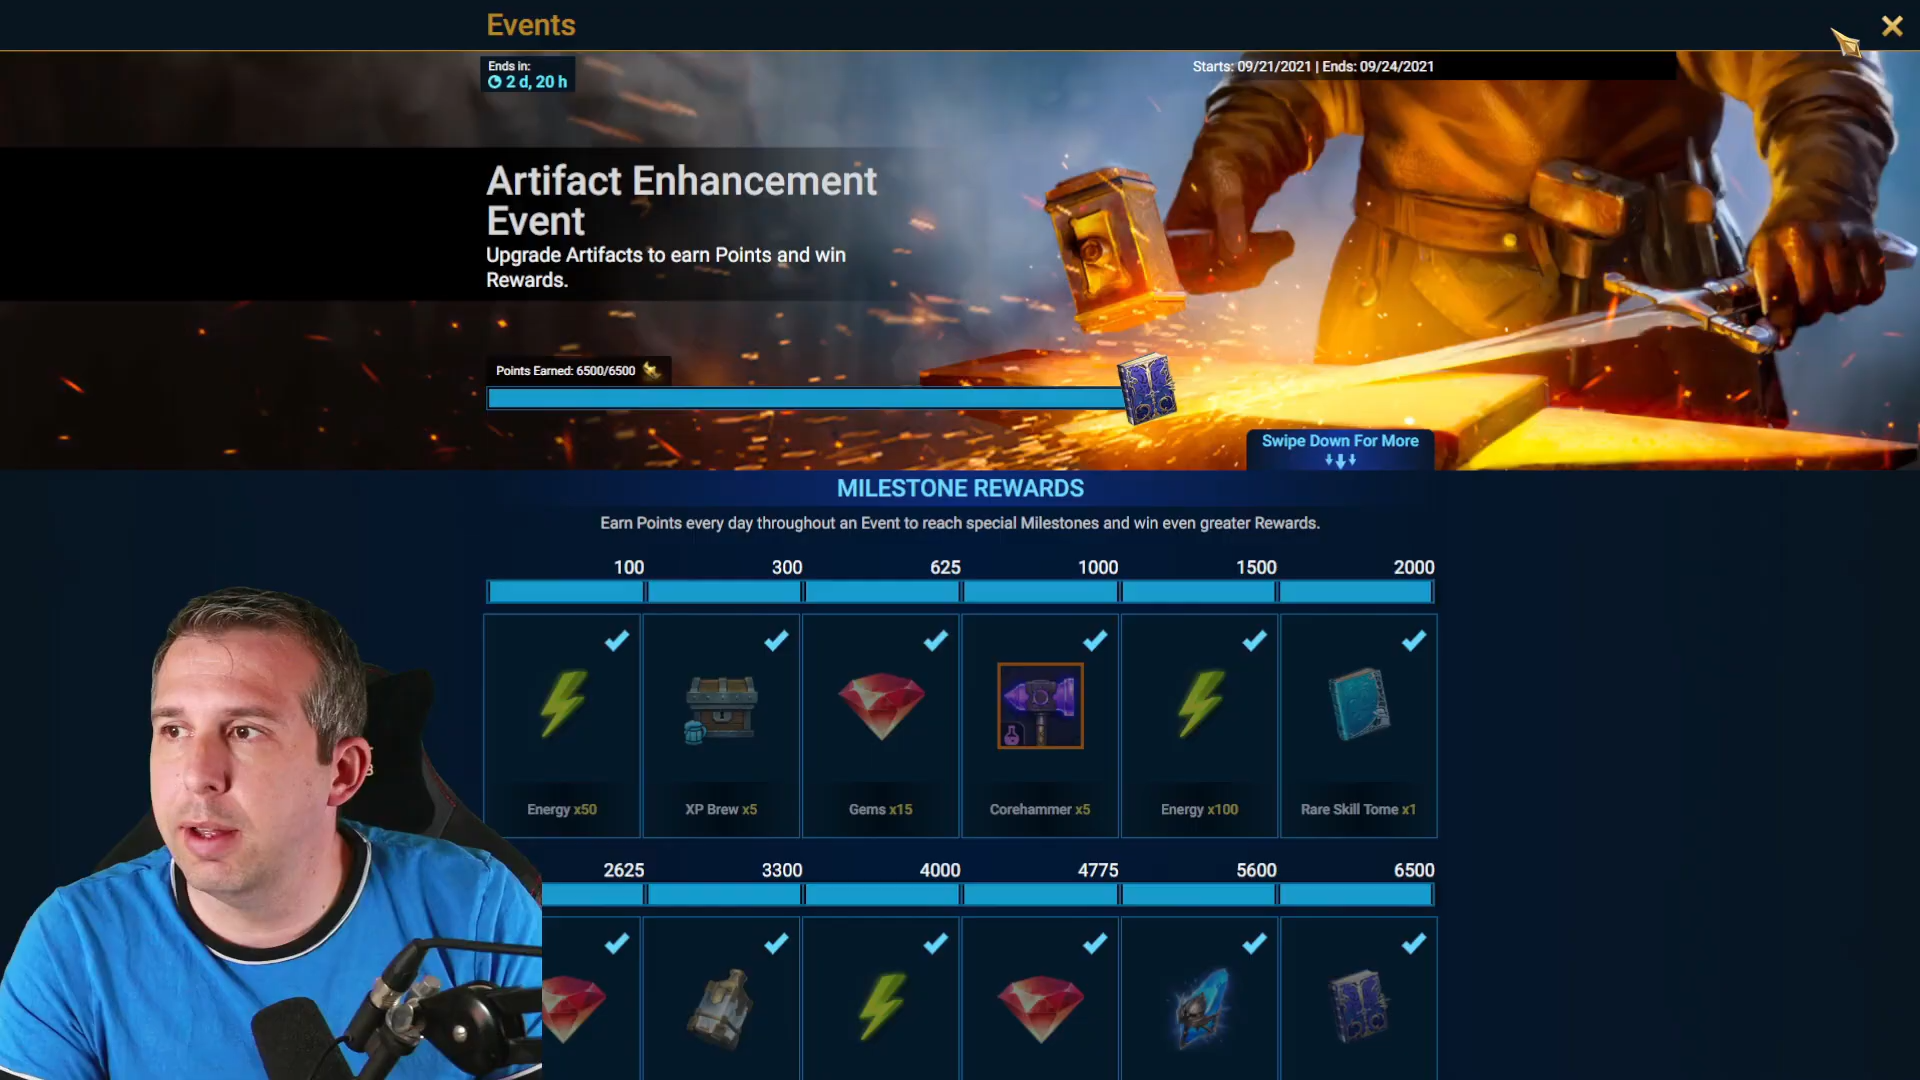 Events
Ends in:
2 d, 20 h
Starts: 09/21/2021 | Ends: 09/24/2021
Artifact Enhancement
Event
Upgrade Artifacts to earn Points and win
Rewards.
Points Earned: 6500/6500
Swipe Down For More
MILESTONE REWARDS
Earn Points every day throughout an Event to reach special Milestones and win even greater Rewards.
100 300 625 1000 1500 2000
Energy x50 XP Brew x5 Gems x15 Corehammer x5 Energy x100 Rare Skill Tome x1
2625 3300 4000 4775 5600 6500